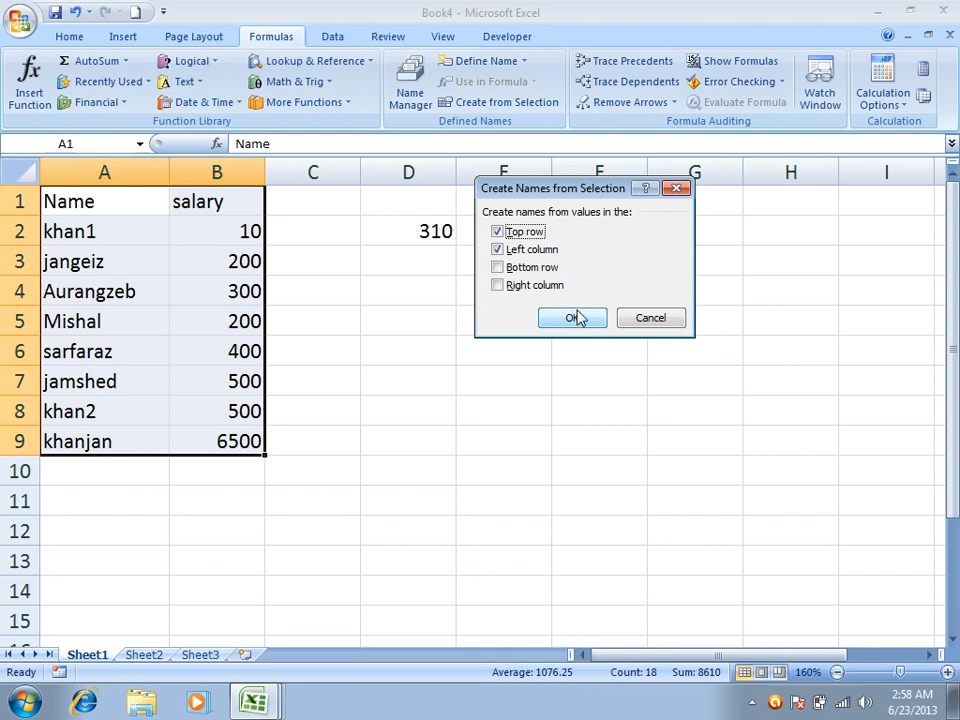 Book4 - Microsoft Excel
Home Insert Page Layout Formulas Data Review View Developer
Insert Function
AutoSum
Recently Used
Financial
Logical
Text
Date & Time
Lookup & Reference
Math & Trig
More Functions
Function Library
Name Manager
Define Name
Use in Formula
Create from Selection
Defined Names
Trace Precedents
Trace Dependents
Remove Arrows
Show Formulas
Error Checking
Evaluate Formula
Formula Auditing
Watch Window
Calculation Options
Calculation
A1 fx Name
A B C D E F G H I
1 Name salary
2 khan1 10 310
3 jangeiz 200
4 Aurangzeb 300
5 Mishal 200
6 sarfaraz 400
7 jamshed 500
8 khan2 500
9 khanjan 6500
10
11
12
13
14
15
Create Names from Selection
Create names from values in the:
Top row
Left column
Bottom row
Right column
OK Cancel
Sheet1 Sheet2 Sheet3
Ready Average: 1076.25 Count: 18 Sum: 8610 160%
2:58 AM
6/23/2013